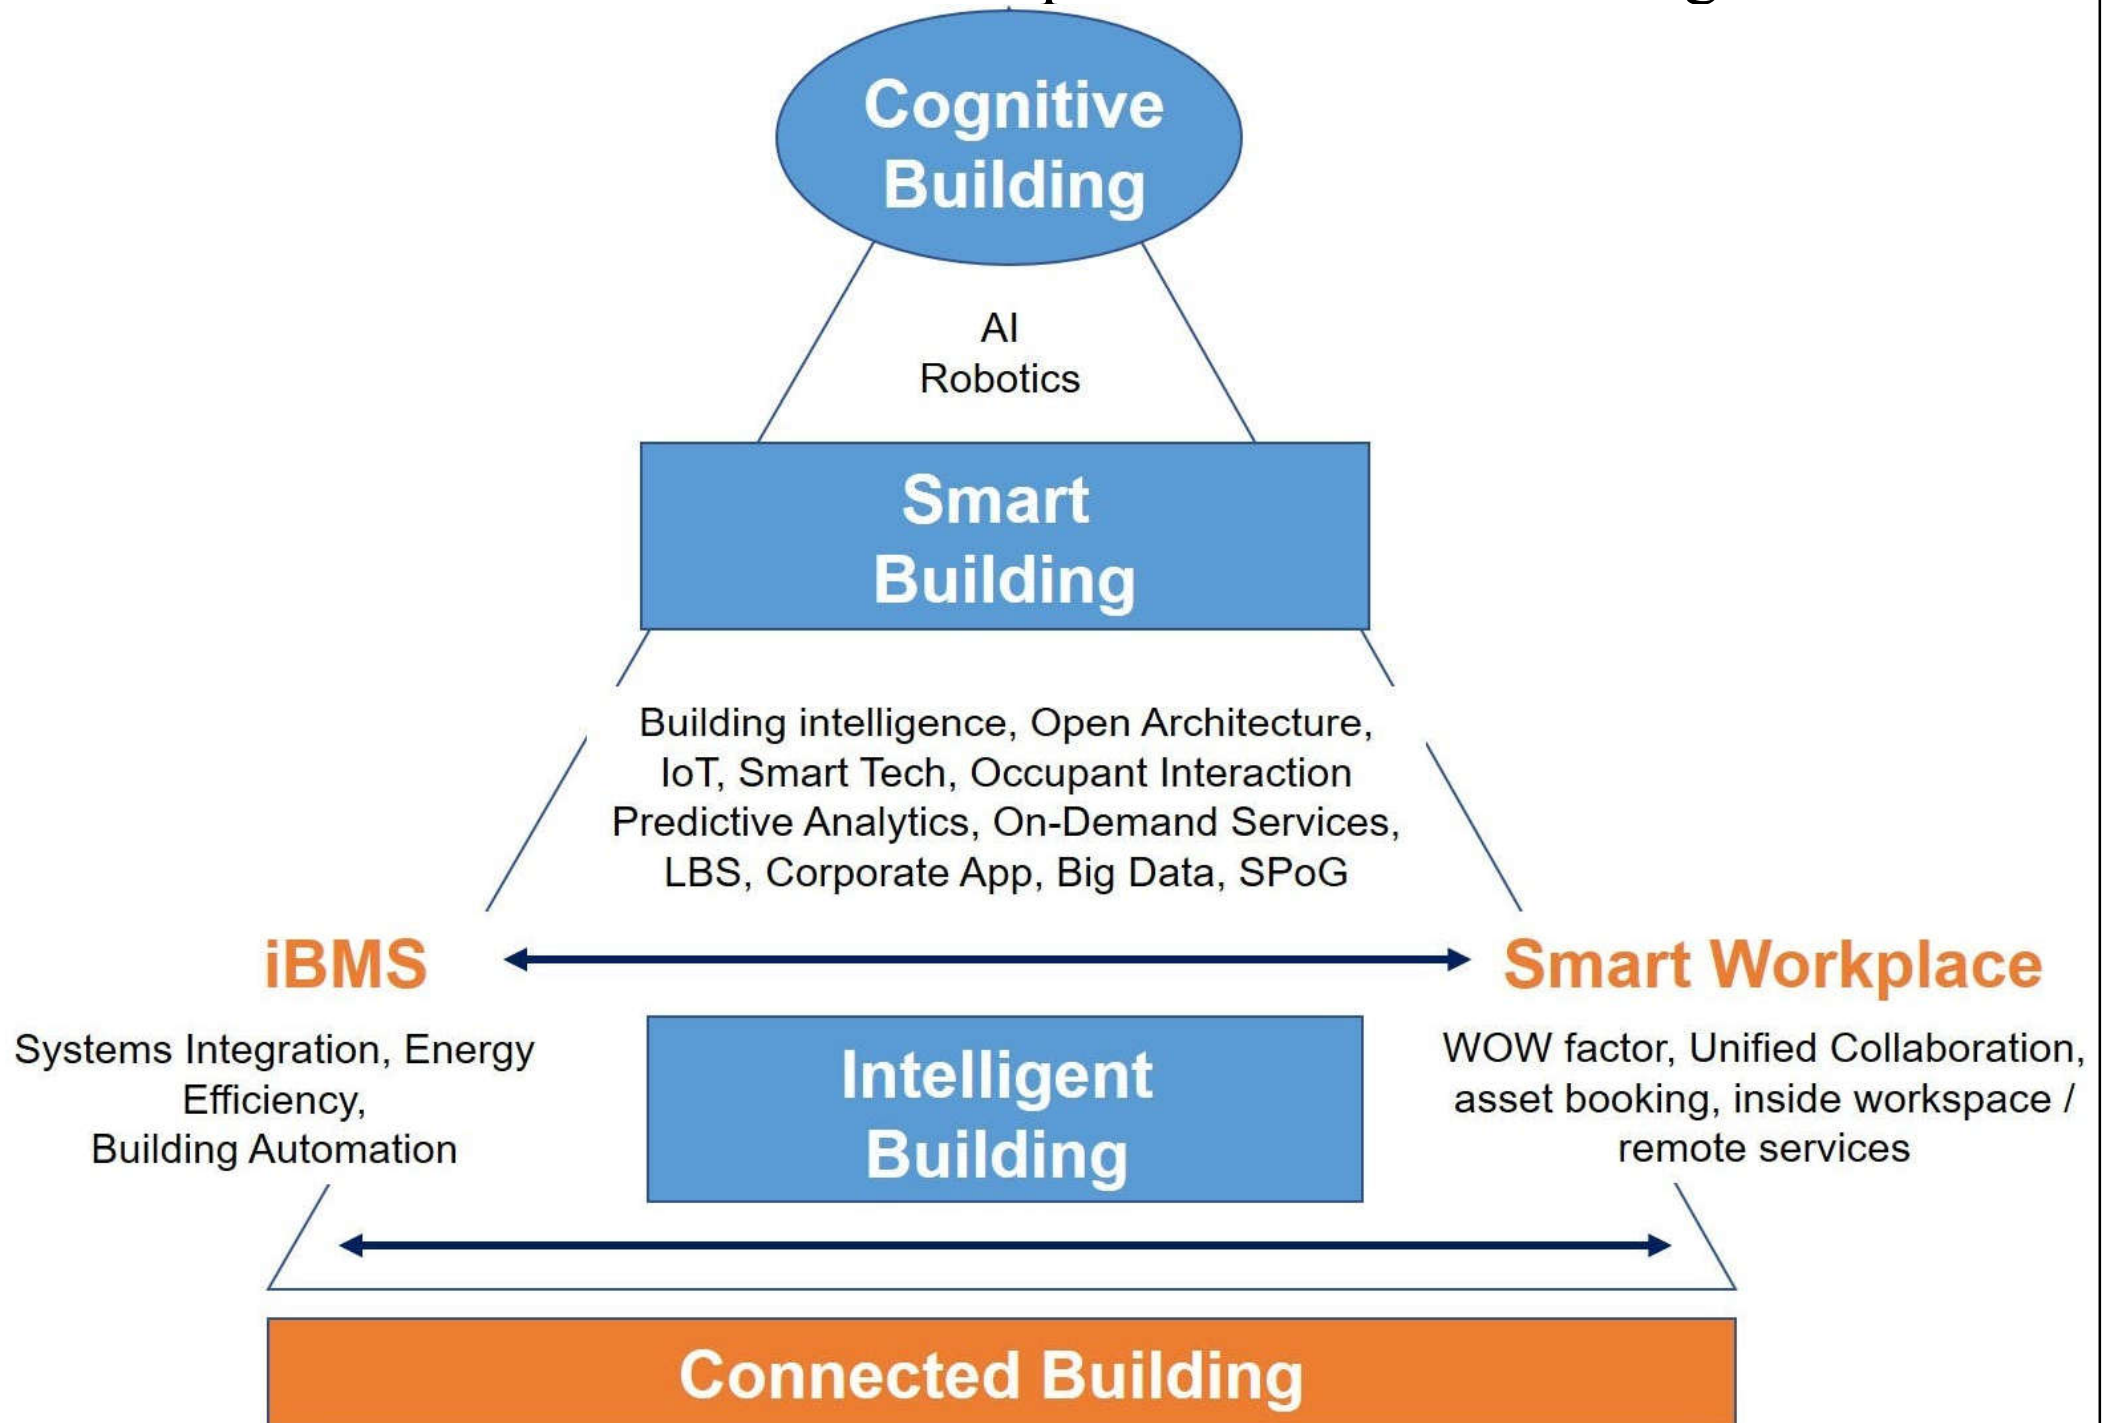 Cognitive
Building
AI
Robotics
Smart
Building
Building intelligence, Open Architecture,
IoT, Smart Tech, Occupant Interaction
Predictive Analytics, On-Demand Services,
LBS, Corporate App, Big Data, SPoG
iBMS
Smart Workplace
Systems Integration, Energy
Efficiency,
Building Automation
Intelligent
Building
WOW factor, Unified Collaboration,
asset booking, inside workspace /
remote services
Connected Building